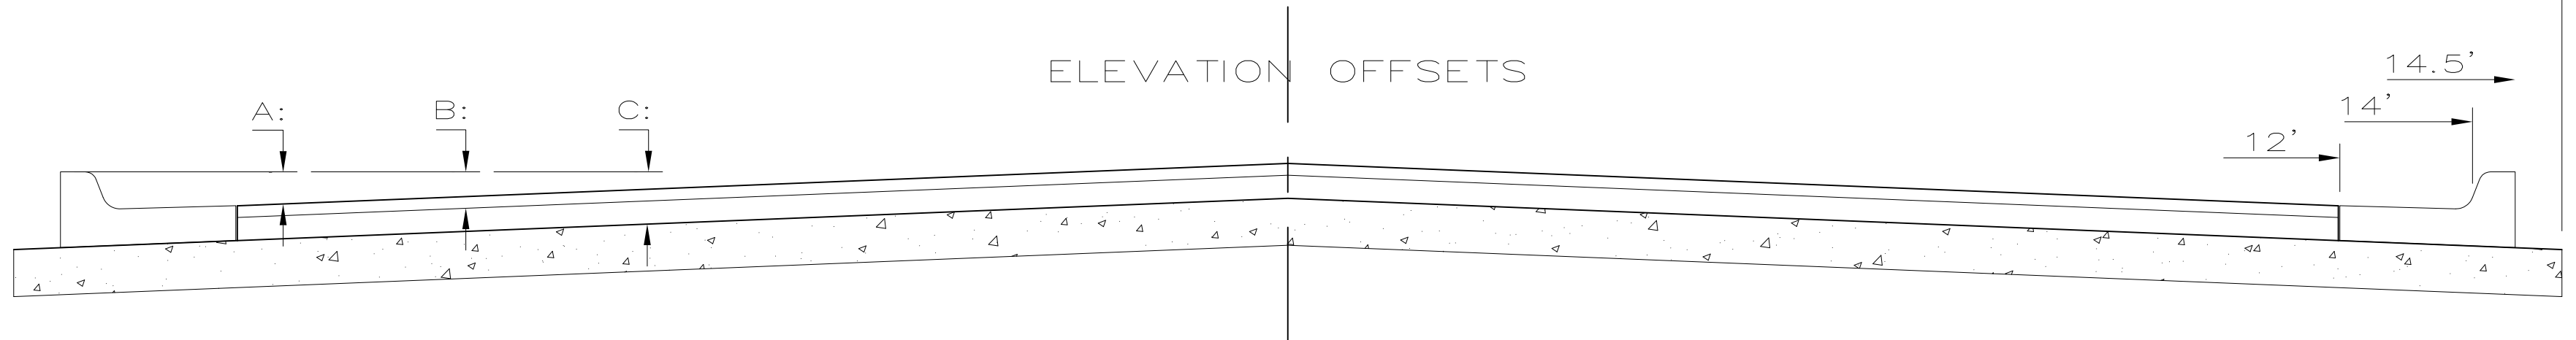 ELEVATION OFFSETS
14.5’
14’
12’
A:
B:
C: